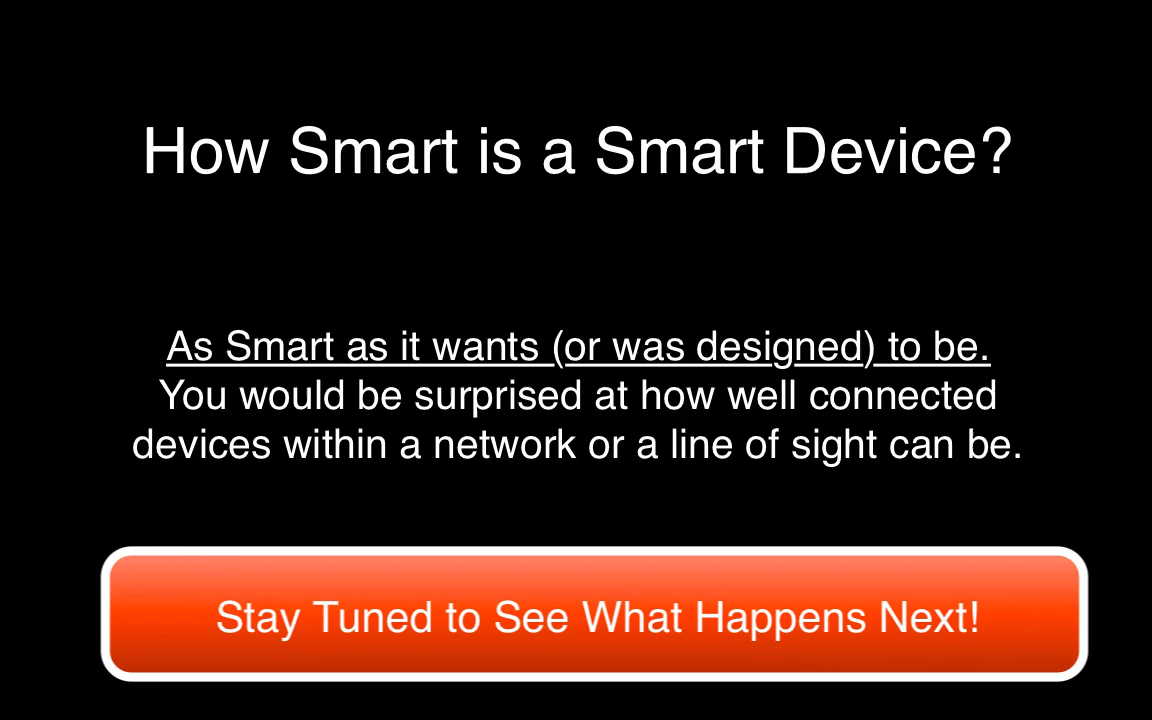 How Smart is a Smart Device?
As Smart as it wants (or was designed) to be.
You would be surprised at how well connected
devices within a network or a line of sight can be.
Stay Tuned to See What Happens Next!